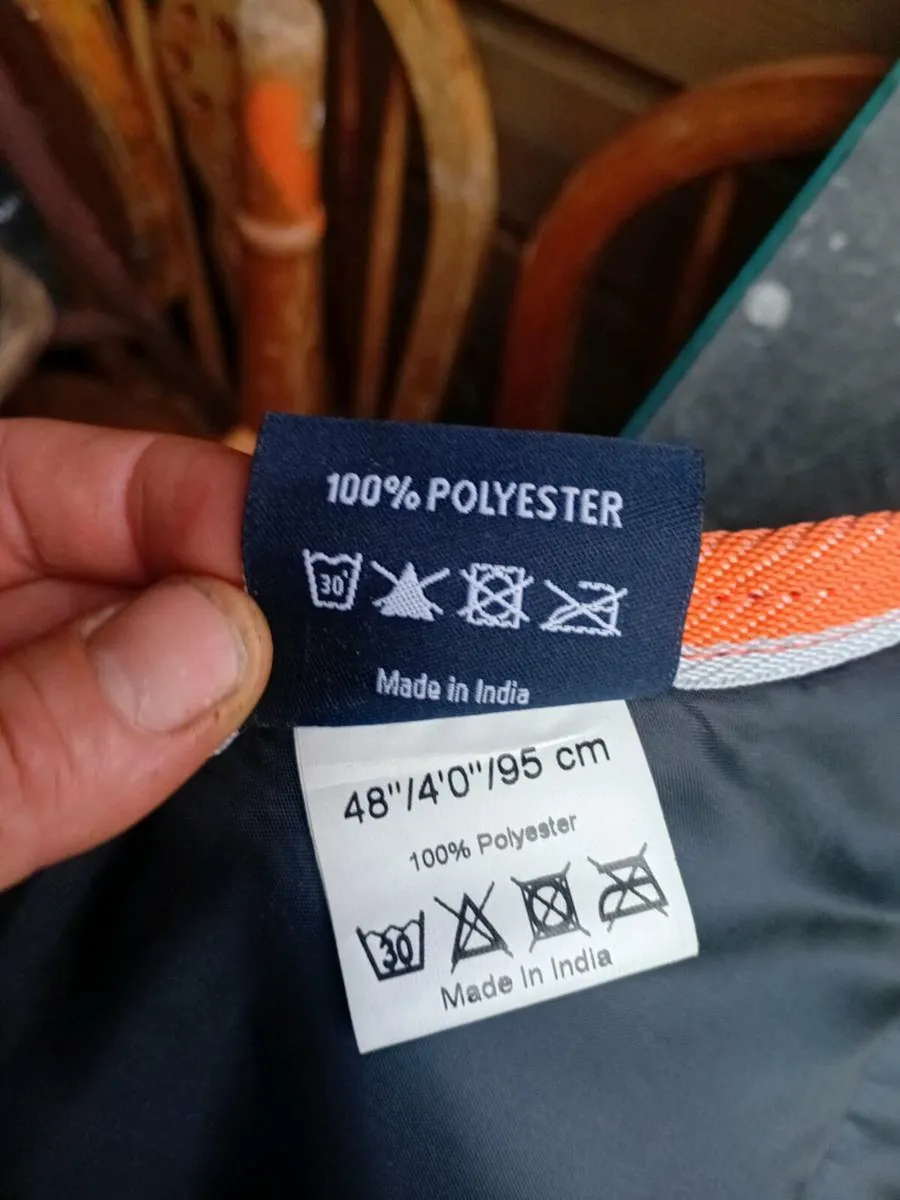 100% POLYESTER
30°
Made in India
48"/4'0"/95 cm
100% Polyester
30
Made In India